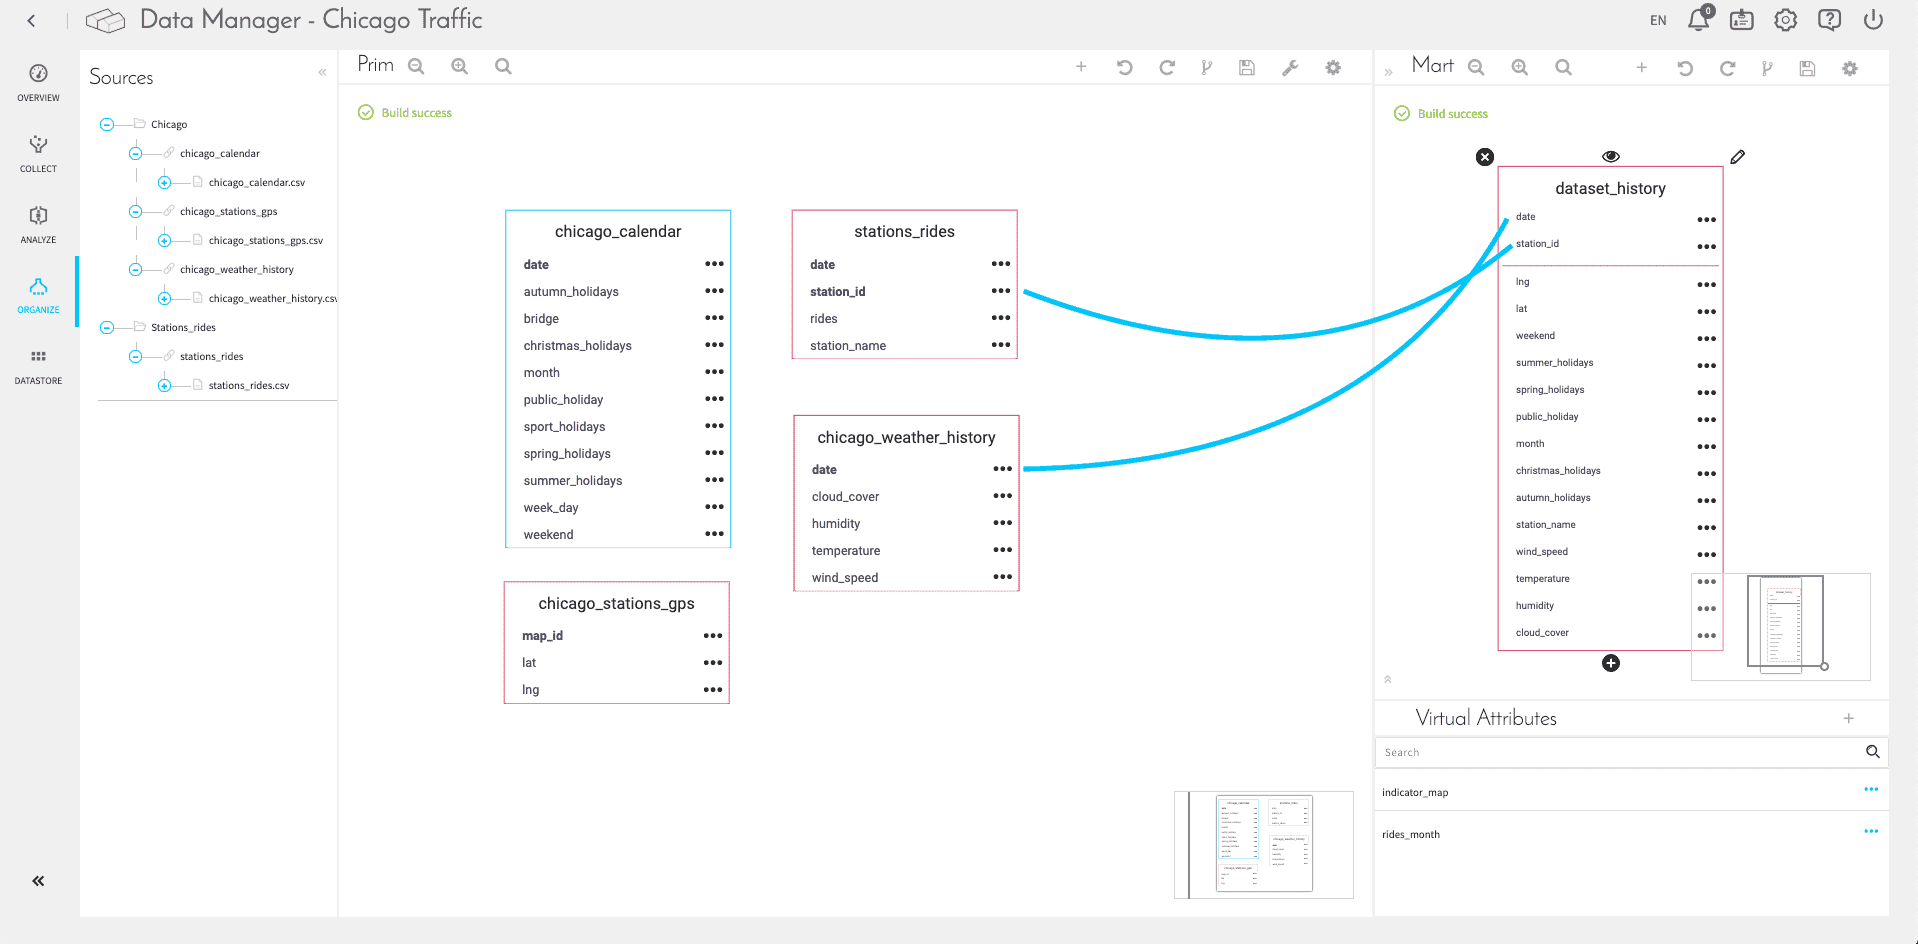 Data Manager - Chicago Traffic
EN
0
OVERVIEW
COLLECT
ANALYZE
ORGANIZE
DATASTORE
Sources
Chicago
chicago_calendar
chicago_calendar.csv
chicago_stations_gps
chicago_stations_gps.csv
chicago_weather_history
chicago_weather_history.csv
Stations_rides
stations_rides
stations_rides.csv
Prim
Build success
chicago_calendar
date
autumn_holidays
bridge
christmas_holidays
month
public_holiday
sport_holidays
spring_holidays
summer_holidays
week_day
weekend
chicago_stations_gps
map_id
lat
lng
stations_rides
date
station_id
rides
station_name
chicago_weather_history
date
cloud_cover
humidity
temperature
wind_speed
Mart
Build success
dataset_history
date
station_id
lng
lat
weekend
summer_holidays
spring_holidays
public_holiday
month
christmas_holidays
autumn_holidays
station_name
wind_speed
temperature
humidity
cloud_cover
Virtual Attributes
Search
indicator_map
rides_month